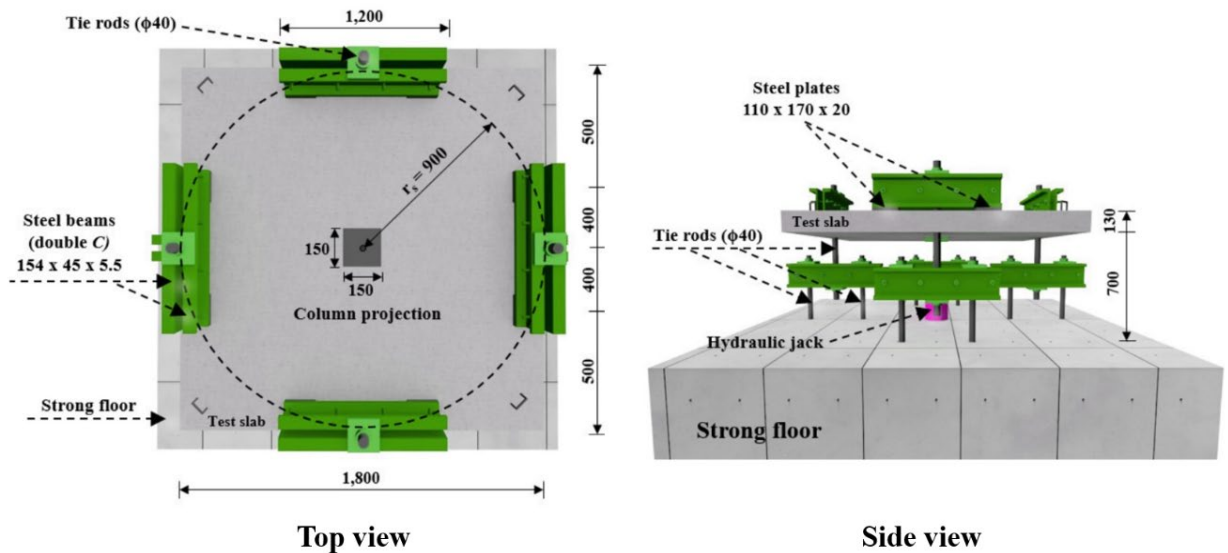 Tie rods (ϕ40)
1,200
500
400
400
500
r_s = 900
Steel beams
(double C)
154 x 45 x 5.5
150
150
Column projection
Strong floor
Test slab
1,800
Top view
Steel plates
110 x 170 x 20
Test slab
130
Tie rods (ϕ40)
700
Hydraulic jack
Strong floor
Side view